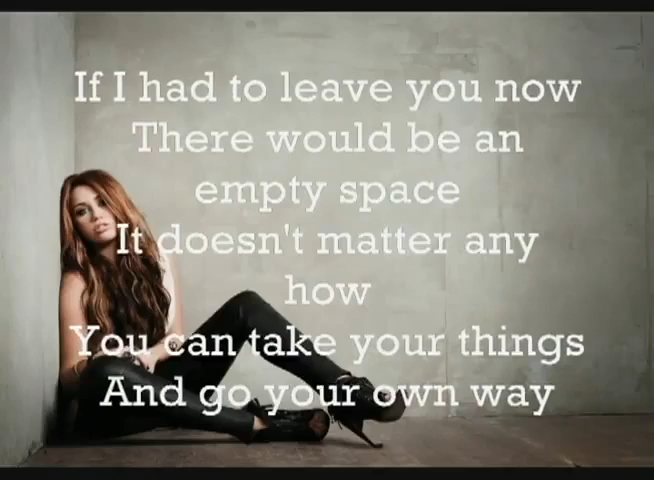 If I had to leave you now
There would be an
empty space
It doesn't matter any
how
You can take your things
And go your own way